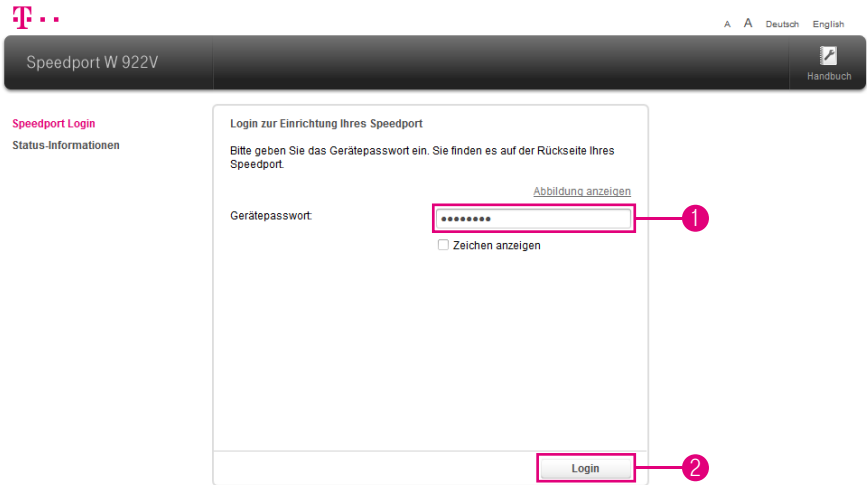 T
A A Deutsch English
Speedport W 922V
Handbuch
Speedport Login
Status-Informationen
Login zur Einrichtung Ihres Speedport
Bitte geben Sie das Gerätepasswort ein. Sie finden es auf der Rückseite Ihres
Speedport.
Abbildung anzeigen
Gerätepasswort:
●●●●●●●●
1
Zeichen anzeigen
Login
2